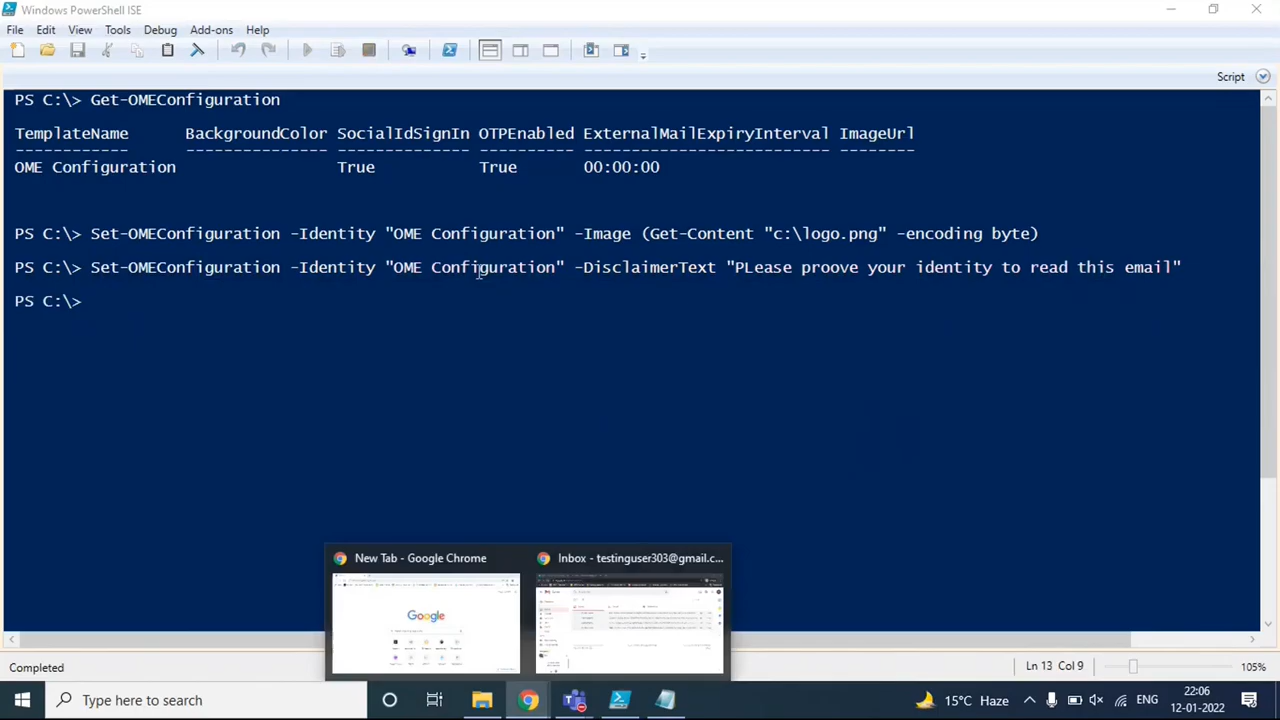 Windows PowerShell ISE
File Edit View Tools Debug Add-ons Help
Script
PS C:\> Get-OMEConfiguration
TemplateName BackgroundColor SocialIdSignIn OTPEnabled ExternalMailExpiryInterval ImageUrl
------------ --------------- -------------- ---------- -------------------------- --------
OME Configuration True True 00:00:00
PS C:\> Set-OMEConfiguration -Identity "OME Configuration" -Image (Get-Content "c:\logo.png" -encoding byte)
PS C:\> Set-OMEConfiguration -Identity "OME Configuration" -DisclaimerText "PLease proove your identity to read this email"
PS C:\>
New Tab - Google Chrome Inbox - testinguser303@gmail.c...
Google
Completed Ln 13 Col 9 103%
Type here to search 15°C Haze ENG 22:06
12-01-2022